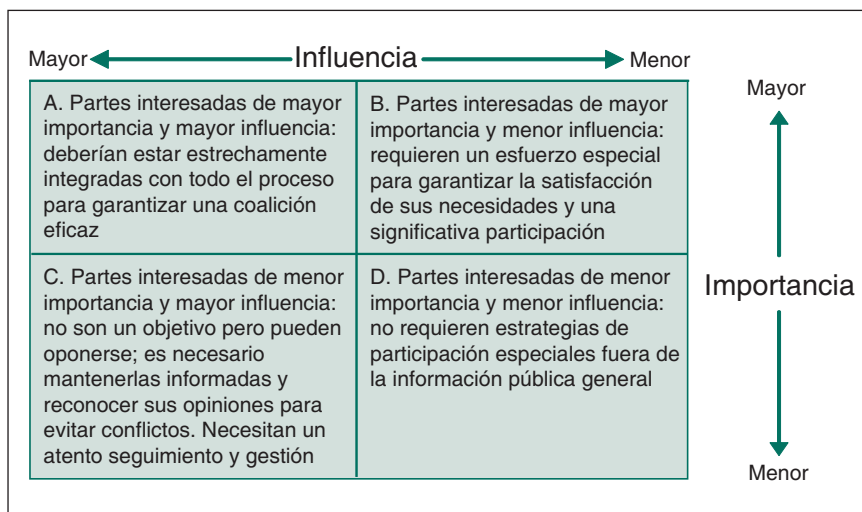 Mayor Influencia Menor
A. Partes interesadas de mayor
importancia y mayor influencia:
deberían estar estrechamente
integradas con todo el proceso
para garantizar una coalición
eficaz
B. Partes interesadas de mayor
importancia y menor influencia:
requieren un esfuerzo especial
para garantizar la satisfacción
de sus necesidades y una
significativa participación
C. Partes interesadas de menor
importancia y mayor influencia:
no son un objetivo pero pueden
oponerse; es necesario
mantenerlas informadas y
reconocer sus opiniones para
evitar conflictos. Necesitan un
atento seguimiento y gestión
D. Partes interesadas de menor
importancia y menor influencia:
no requieren estrategias de
participación especiales fuera de
la información pública general
Mayor
Importancia
Menor